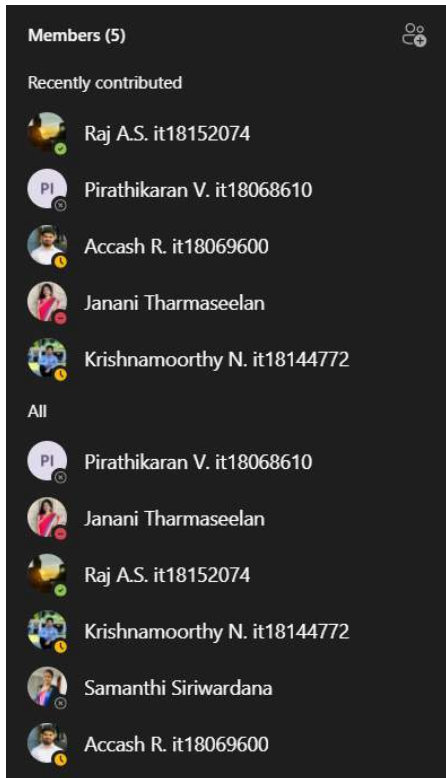 Members (5)
Recently contributed
Raj A.S. it18152074
PI
Pirathikaran V. it18068610
Accash R. it18069600
Janani Tharmaseelan
Krishnamoorthy N. it18144772
All
PI
Pirathikaran V. it18068610
Janani Tharmaseelan
Raj A.S. it18152074
Krishnamoorthy N. it18144772
Samanthi Siriwardana
Accash R. it18069600